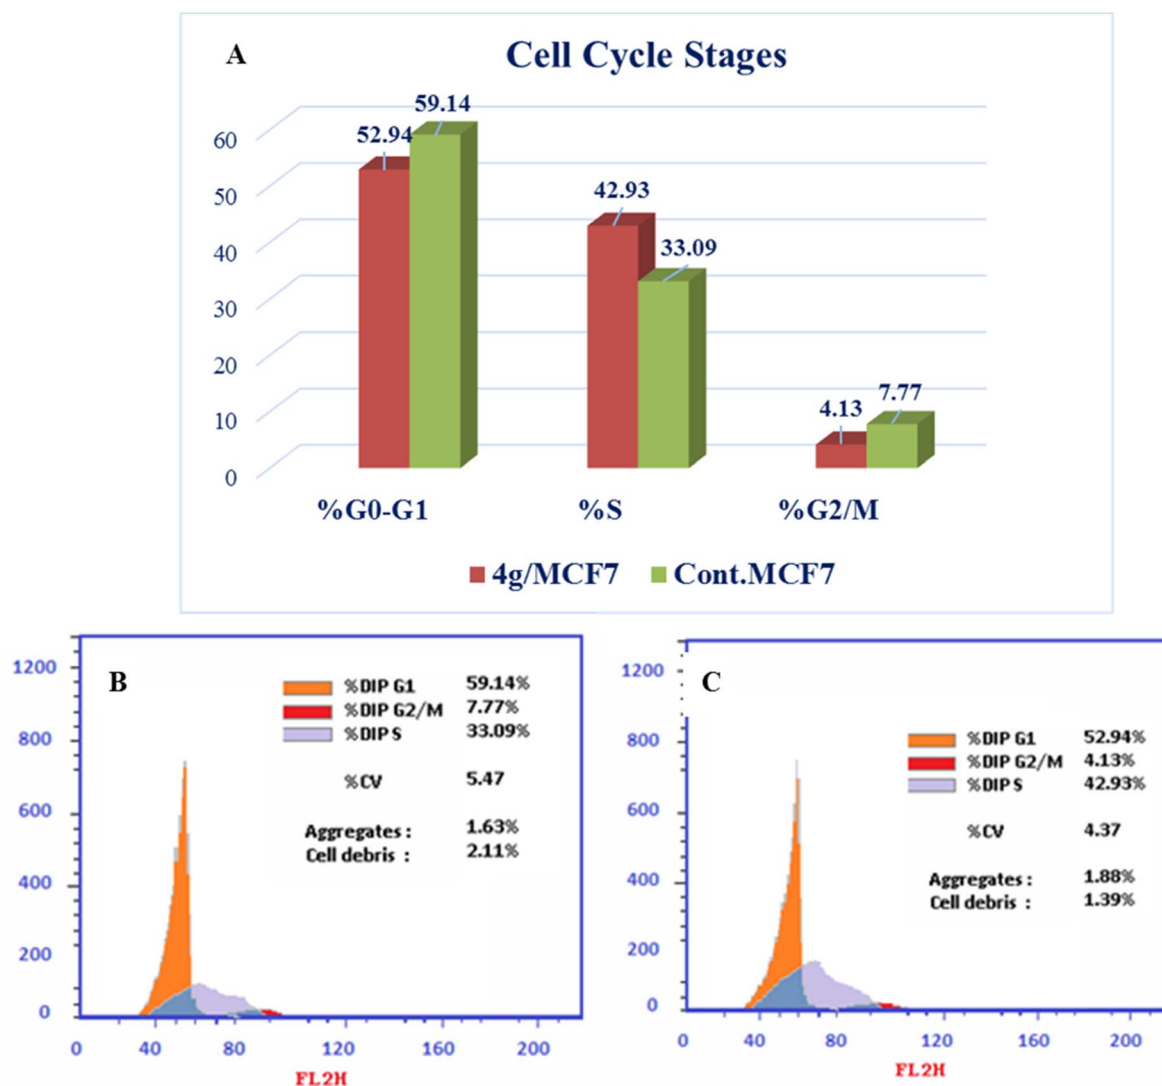 A
Cell Cycle Stages
60
50
40
30
20
10
0
52.94
59.14
42.93
33.09
4.13
7.77
%G0-G1 %S %G2/M
4g/MCF7 Cont.MCF7
B
1200
800
600
400
200
0
%DIP G1 59.14%
%DIP G2/M 7.77%
%DIP S 33.09%
%CV 5.47
Aggregates : 1.63%
Cell debris : 2.11%
0 40 80 120 160 200
FL2H
C
1200
800
600
400
200
0
%DIP G1 52.94%
%DIP G2/M 4.13%
%DIP S 42.93%
%CV 4.37
Aggregates : 1.88%
Cell debris : 1.39%
0 40 80 120 160 200
FL2H